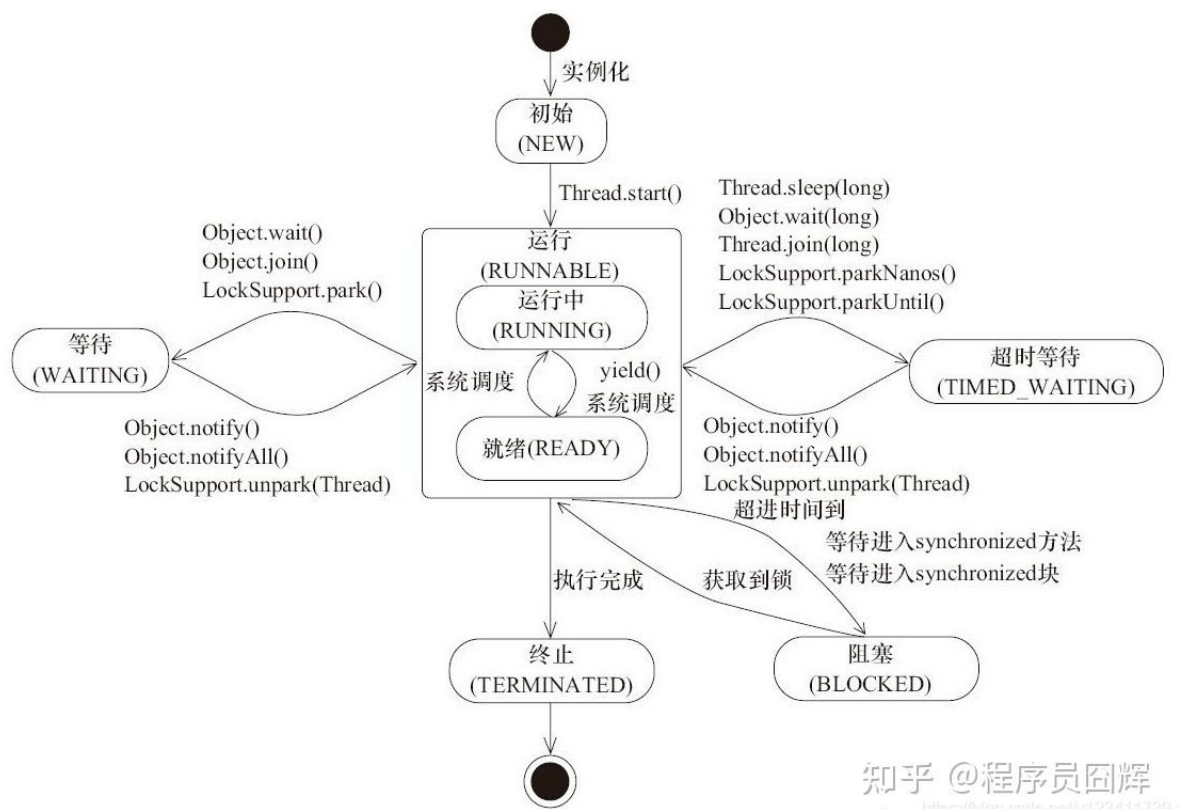 实例化
初始
(NEW)
Thread.start()
Object.wait()
Object.join()
LockSupport.park()
Thread.sleep(long)
Object.wait(long)
Thread.join(long)
LockSupport.parkNanos()
LockSupport.parkUntil()
运行
(RUNNABLE)
运行中
(RUNNING)
等待
(WAITING)
超时等待
(TIMED_WAITING)
系统调度
yield()
系统调度
就绪(READY)
Object.notify()
Object.notifyAll()
LockSupport.unpark(Thread)
Object.notify()
Object.notifyAll()
LockSupport.unpark(Thread)
超进时间到
等待进入synchronized方法
等待进入synchronized块
执行完成
获取到锁
终止
(TERMINATED)
阻塞
(BLOCKED)
知乎 @程序员囧辉